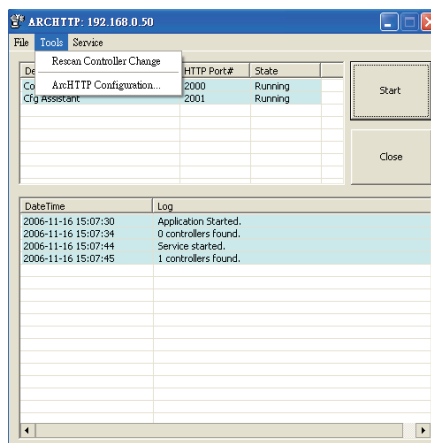 ARCHTTP: 192.168.0.50
File Tools Service
Rescan Controller Change
ArcHTTP Configuration...
De HTTP Port# State
Co 2000 Running
Cfg Assistant 2001 Running
Start
Close
DateTime Log
2006-11-16 15:07:30 Application Started.
2006-11-16 15:07:34 0 controllers found.
2006-11-16 15:07:44 Service started.
2006-11-16 15:07:45 1 controllers found.